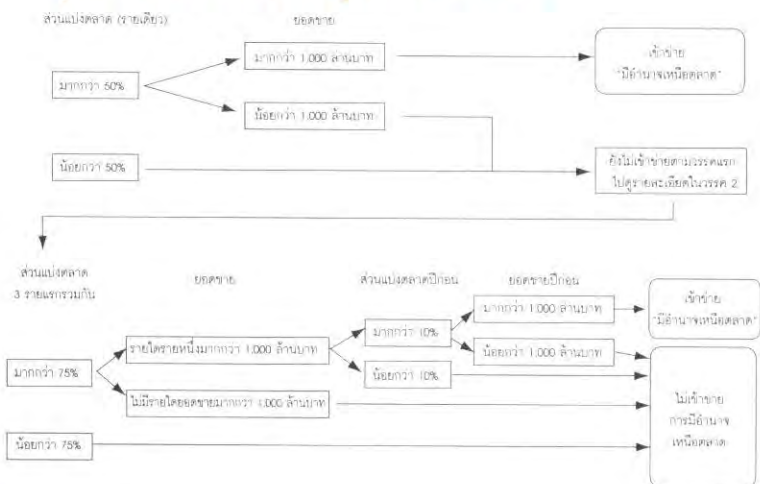 ส่วนแบ่งตลาด (รายเดียว)
ยอดขาย
มากกว่า 50%
มากกว่า 1,000 ล้านบาท
เข้าข่าย
"มีอำนาจเหนือตลาด"
น้อยกว่า 1,000 ล้านบาท
น้อยกว่า 50%
ยังไม่เข้าข่ายตามวรรคแรก
ไปดูรายละเอียดในวรรค 2
ส่วนแบ่งตลาด
3 รายแรกรวมกัน
ยอดขาย
ส่วนแบ่งตลาดปีก่อน
ยอดขายปีก่อน
มากกว่า 75%
รายใดรายหนึ่งมากกว่า 1,000 ล้านบาท
มากกว่า 10%
มากกว่า 1,000 ล้านบาท
เข้าข่าย
"มีอำนาจเหนือตลาด"
น้อยกว่า 1,000 ล้านบาท
น้อยกว่า 10%
ไม่มีรายใดยอดขายมากกว่า 1,000 ล้านบาท
ไม่เข้าข่าย
การมีอำนาจ
เหนือตลาด
น้อยกว่า 75%